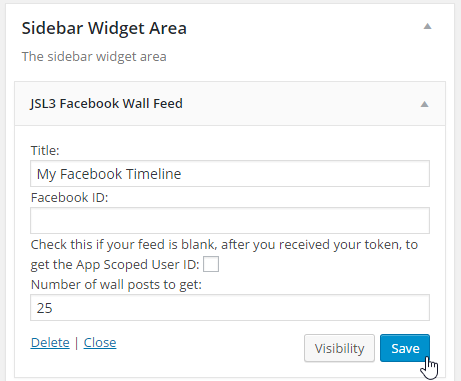 Sidebar Widget Area
The sidebar widget area
JSL3 Facebook Wall Feed
Title:
My Facebook Timeline
Facebook ID:
Check this if your feed is blank, after you received your token, to
get the App Scoped User ID:
Number of wall posts to get:
25
Delete | Close Visibility Save